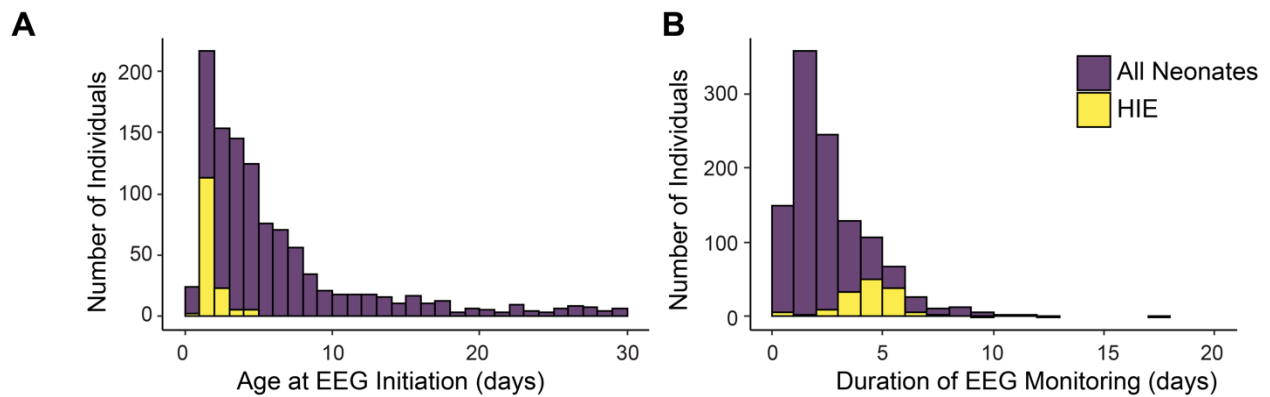 A
Number of Individuals
200
150
100
50
0
0
10
20
30
Age at EEG Initiation (days)
B
Number of Individuals
300
200
100
0
0
5
10
15
20
Duration of EEG Monitoring (days)
All Neonates
HIE